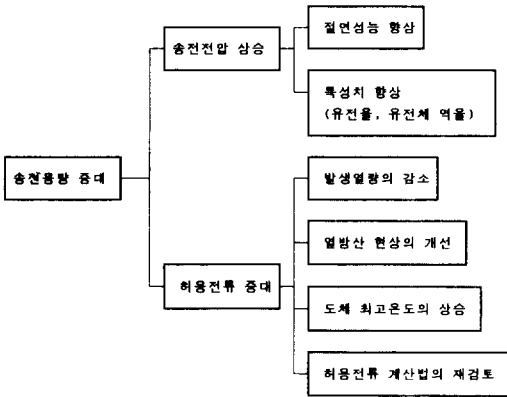 송전용량 증대
송전전압 상승
절연성능 향상
특성치 향상
(유전율, 유전체 역율)
허용전류 증대
발생열량의 감소
열방산 현상의 개선
도체 최고온도의 상승
허용전류 계산법의 재검토